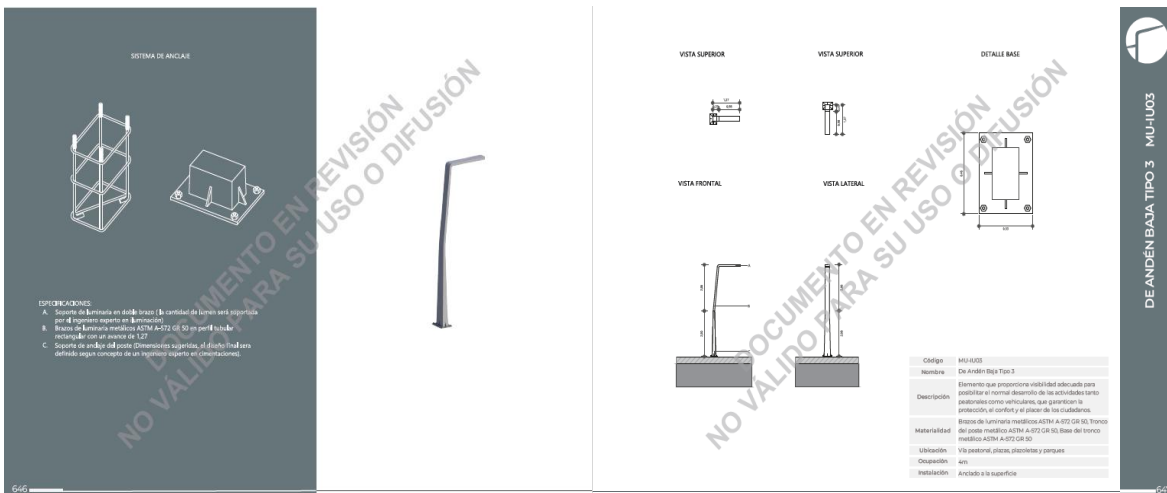 SISTEMA DE ANCLAJE
ESPECIFICACIONES:
A. Soporte de luminaria en doble brazo ( la cantidad de lumen será soportada
por el ingeniero experto en iluminación)
B. Brazos de luminaria metálicos ASTM A-572 GR 50 en perfil tubular
rectangular con un avance de 1,27
C. Soporte de anclaje del poste (Dimensiones sugeridas, el diseño final sera
definido segun concepto de un ingeniero experto en cimentaciones).
646
DOCUMENTO EN REVISIÓN
NO VÁLIDO PARA SU USO O DIFUSIÓN
VISTA SUPERIOR
VISTA SUPERIOR
DETALLE BASE
1,27
VISTA FRONTAL
VISTA LATERAL
DOCUMENTO EN REVISIÓN
NO VÁLIDO PARA SU USO O DIFUSIÓN
Código MU-IU03
Nombre De Andén Baja Tipo 3
Descripción Elemento que proporciona visibilidad adecuada para
posibilitar el normal desarrollo de las actividades tanto
peatonales como vehiculares, que garanticen la
protección, el confort y el placer de los ciudadanos.
Materialidad Brazos de luminaria metálicos ASTM A-572 GR 50, Tronco
del poste metálico ASTM A-572 GR 50, Base del tronco
metálico ASTM A-572 GR 50
Ubicación Vía peatonal, plazas, plazoletas y parques
Ocupación 4m
Instalación Anclado a la superficie
DE ANDÉN BAJA TIPO 3 MU-IU03